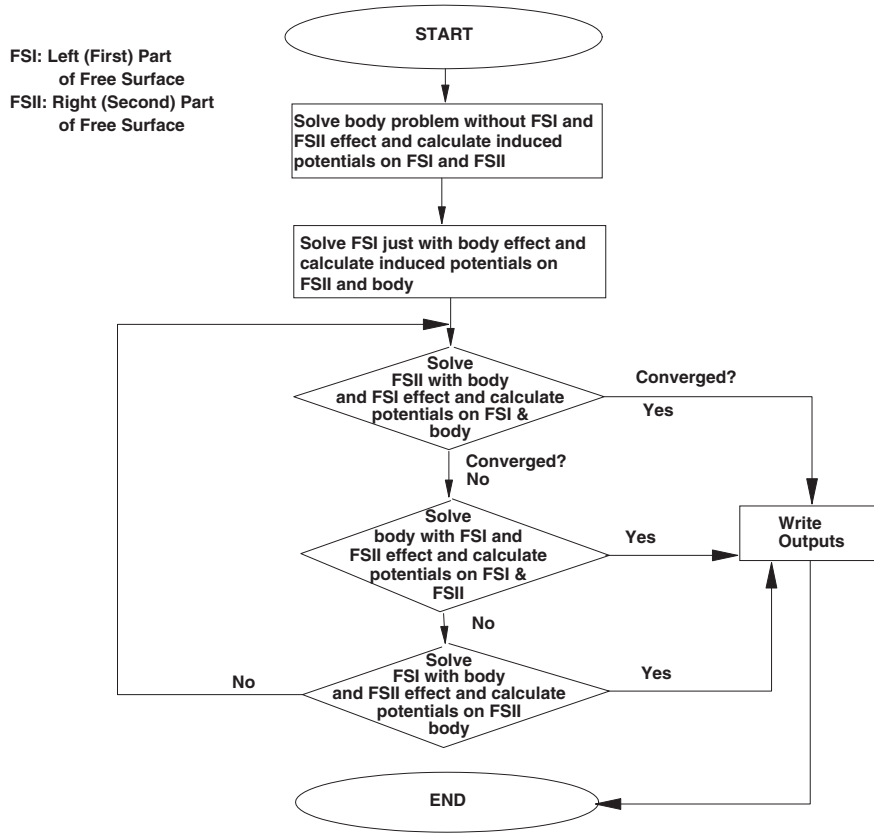 START
FSI: Left (First) Part
of Free Surface
FSII: Right (Second) Part
of Free Surface
Solve body problem without FSI and
FSII effect and calculate induced
potentials on FSI and FSII
Solve FSI just with body effect and
calculate induced potentials on
FSII and body
Solve
FSII with body
and FSI effect and calculate
potentials on FSI &
body
Converged?
Yes
Converged?
No
Solve
body with FSI and
FSII effect and calculate
potentials on FSI &
FSII
Yes
Write
Outputs
No
Solve
FSI with body
and FSII effect and calculate
potentials on FSII
body
No
Yes
END